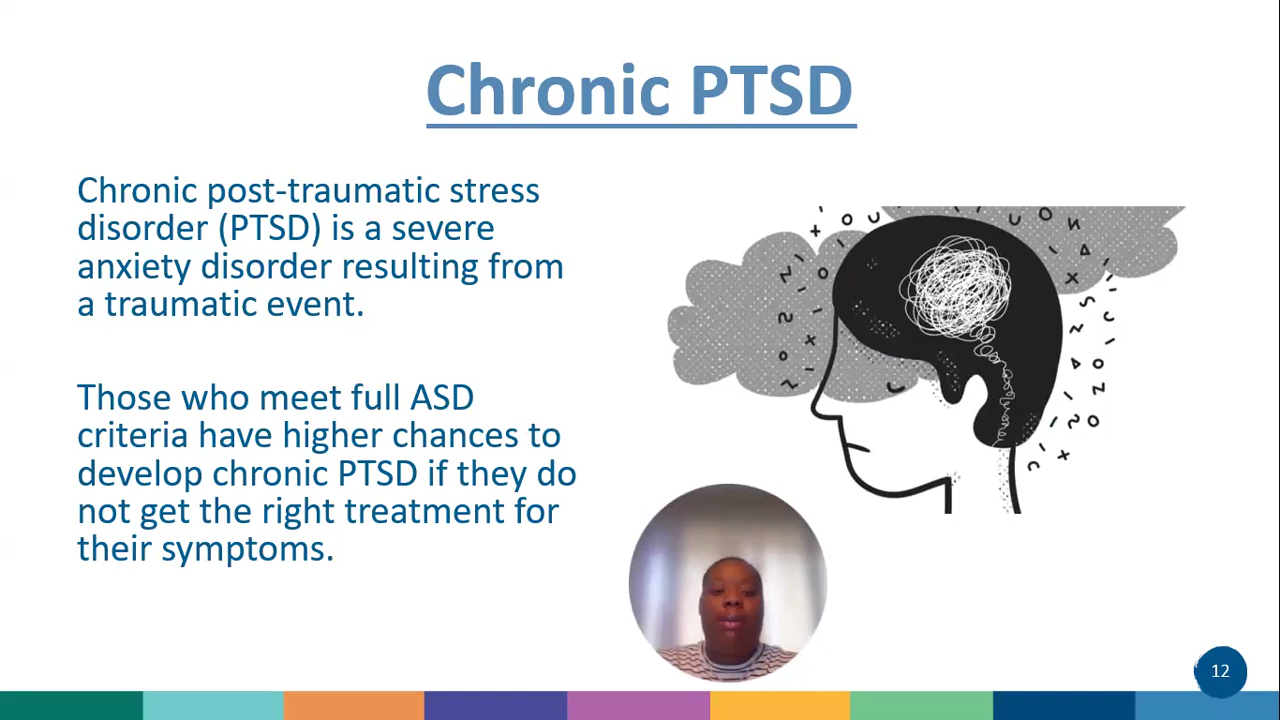 Chronic PTSD
Chronic post-traumatic stress
disorder (PTSD) is a severe
anxiety disorder resulting from
a traumatic event.
Those who meet full ASD
criteria have higher chances to
develop chronic PTSD if they do
not get the right treatment for
their symptoms.
12